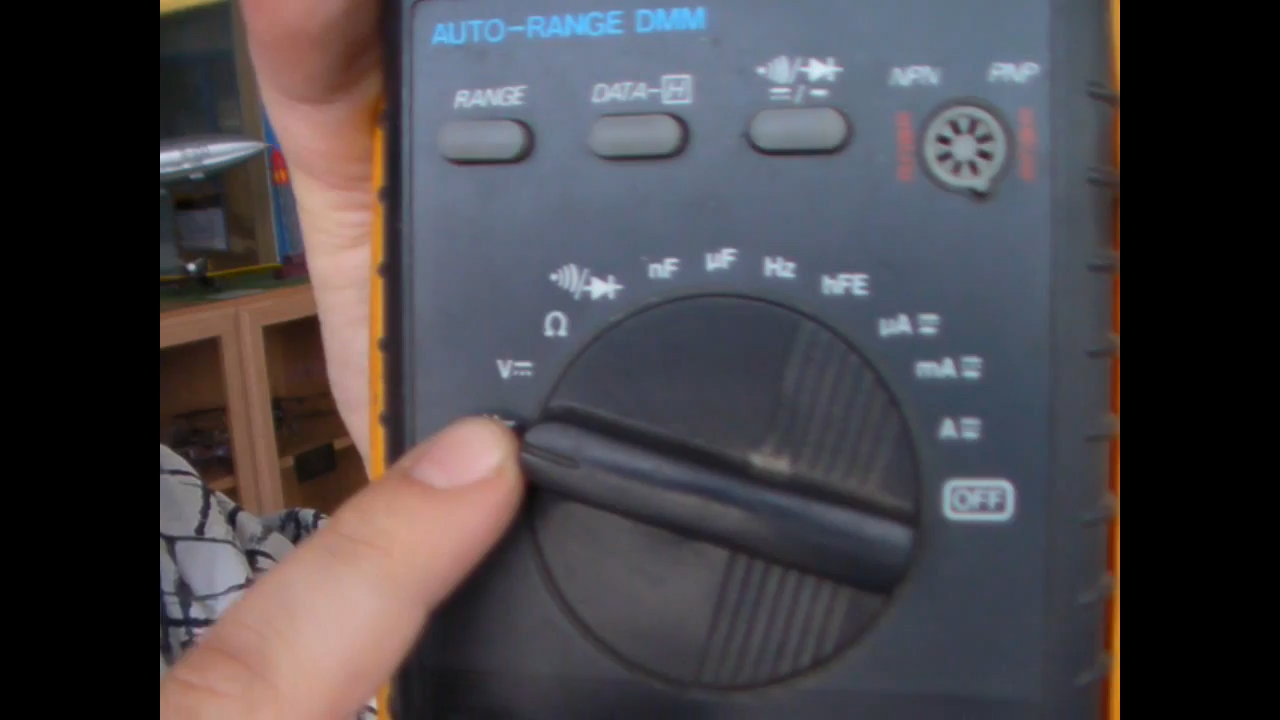 AUTO-RANGE DMM
RANGE
DATA-H
NPN
PNP
nF
µF
Hz
hFE
Ω
µA
V
mA
A
OFF